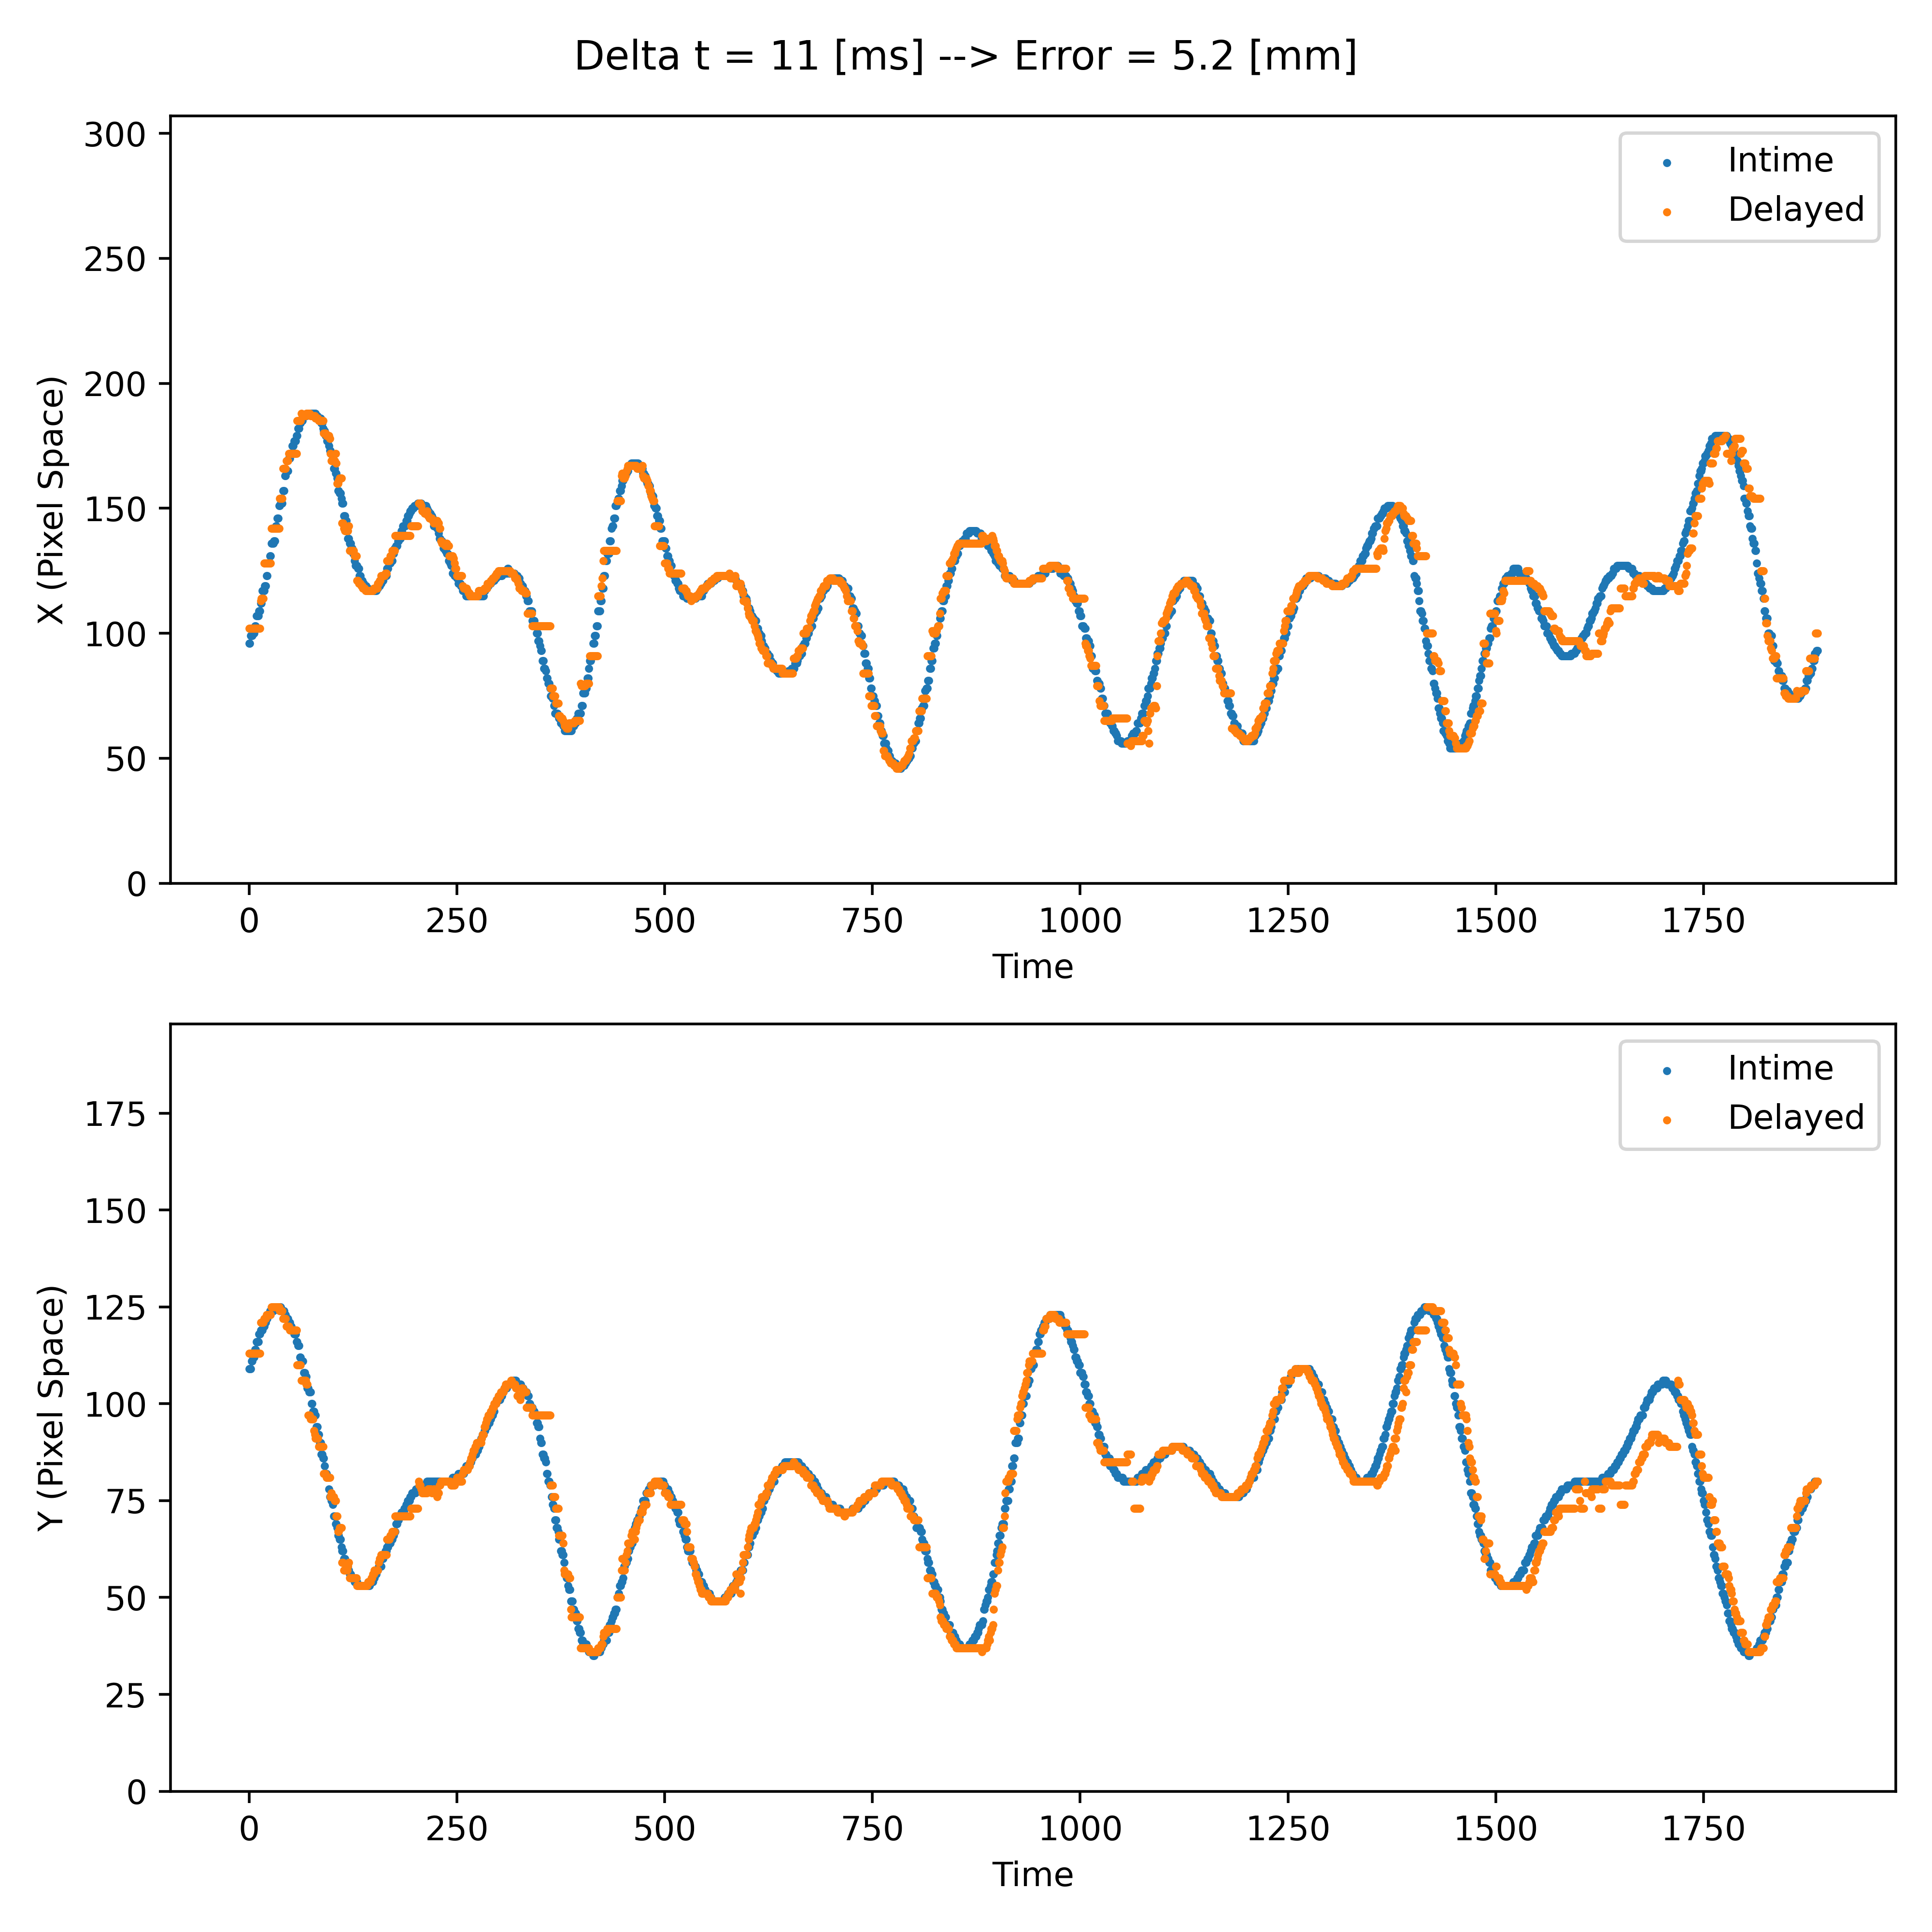 Delta t = 11 [ms] --> Error = 5.2 [mm]
300
250
200
150
100
50
0
X (Pixel Space)
Intime
Delayed
0 250 500 750 1000 1250 1500 1750
Time
175
150
125
100
75
50
25
0
Y (Pixel Space)
Intime
Delayed
0 250 500 750 1000 1250 1500 1750
Time